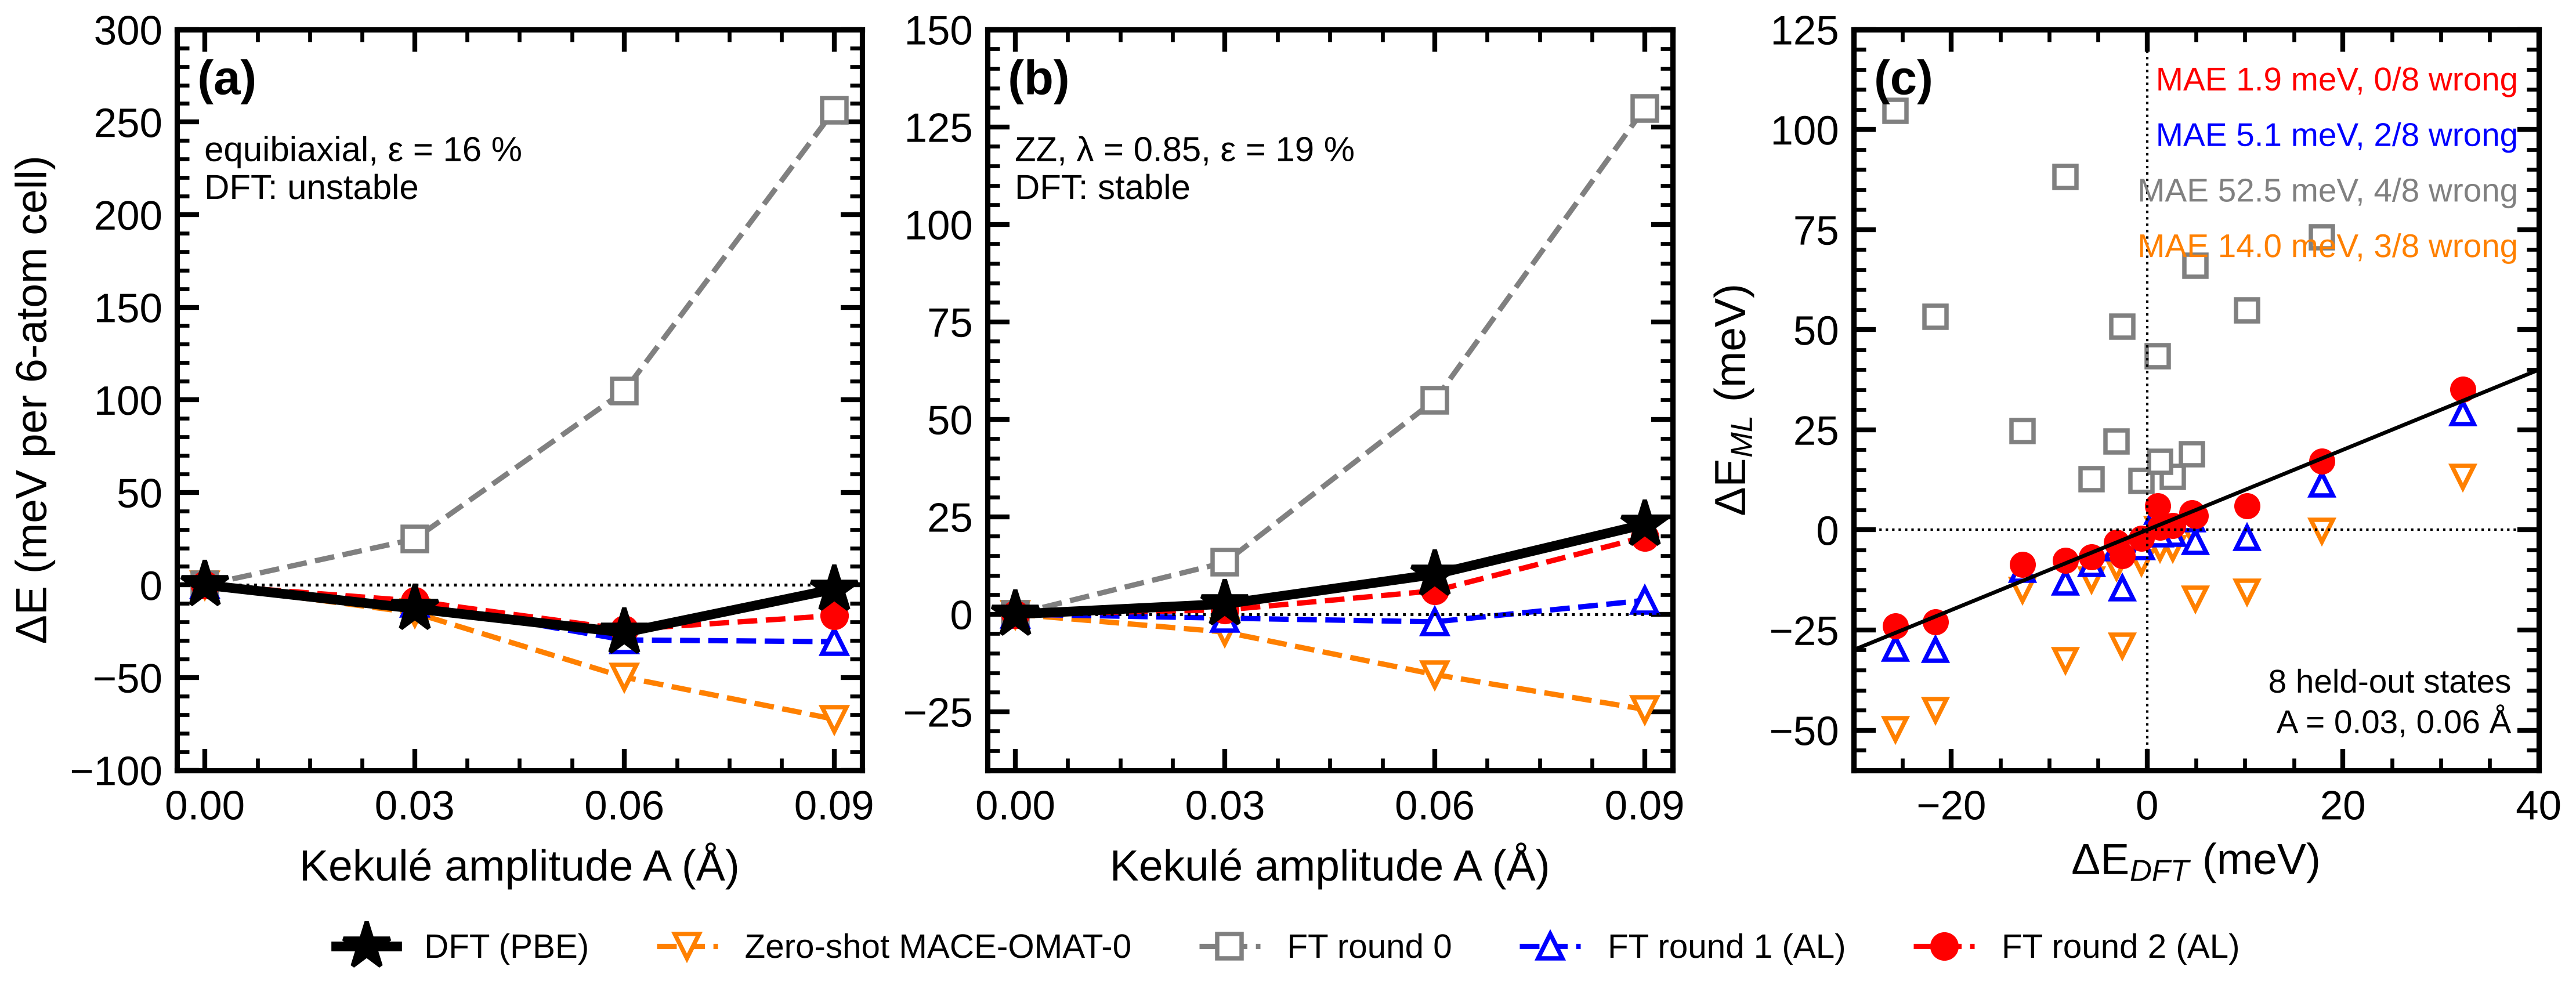 (a)
equibiaxial, ε = 16 %
DFT: unstable
300
250
200
150
100
50
0
−50
−100
ΔE (meV per 6-atom cell)
0.00
0.03
0.06
0.09
Kekulé amplitude A (Å)
(b)
ZZ, λ = 0.85, ε = 19 %
DFT: stable
150
125
100
75
50
25
0
−25
0.00
0.03
0.06
0.09
Kekulé amplitude A (Å)
(c)
MAE 1.9 meV, 0/8 wrong
MAE 5.1 meV, 2/8 wrong
MAE 52.5 meV, 4/8 wrong
MAE 14.0 meV, 3/8 wrong
125
100
75
50
25
0
−25
−50
ΔE_ML (meV)
8 held-out states
A = 0.03, 0.06 Å
−20
0
20
40
ΔE_DFT (meV)
DFT (PBE)
Zero-shot MACE-OMAT-0
FT round 0
FT round 1 (AL)
FT round 2 (AL)